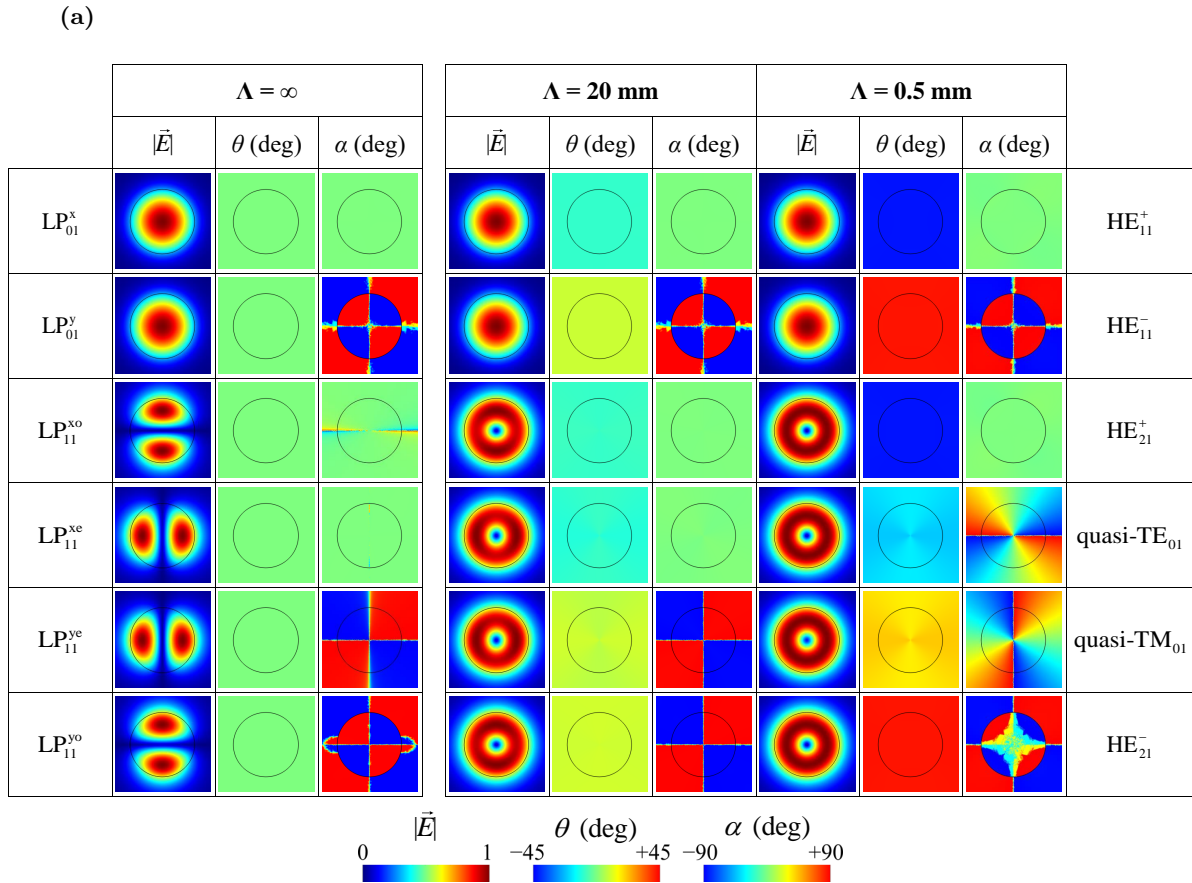 (a)
Λ = ∞ Λ = 20 mm Λ = 0.5 mm
|E⃗| θ (deg) α (deg) |E⃗| θ (deg) α (deg) |E⃗| θ (deg) α (deg)
LP₀₁ˣ HE₁₁⁺
LP₀₁ʸ HE₁₁⁻
LP₁₁ˣᵒ HE₂₁⁺
LP₁₁ˣᵉ quasi-TE₀₁
LP₁₁ʸᵉ quasi-TM₀₁
LP₁₁ʸᵒ HE₂₁⁻
|E⃗| θ (deg) α (deg)
0 1 −45 +45 −90 +90